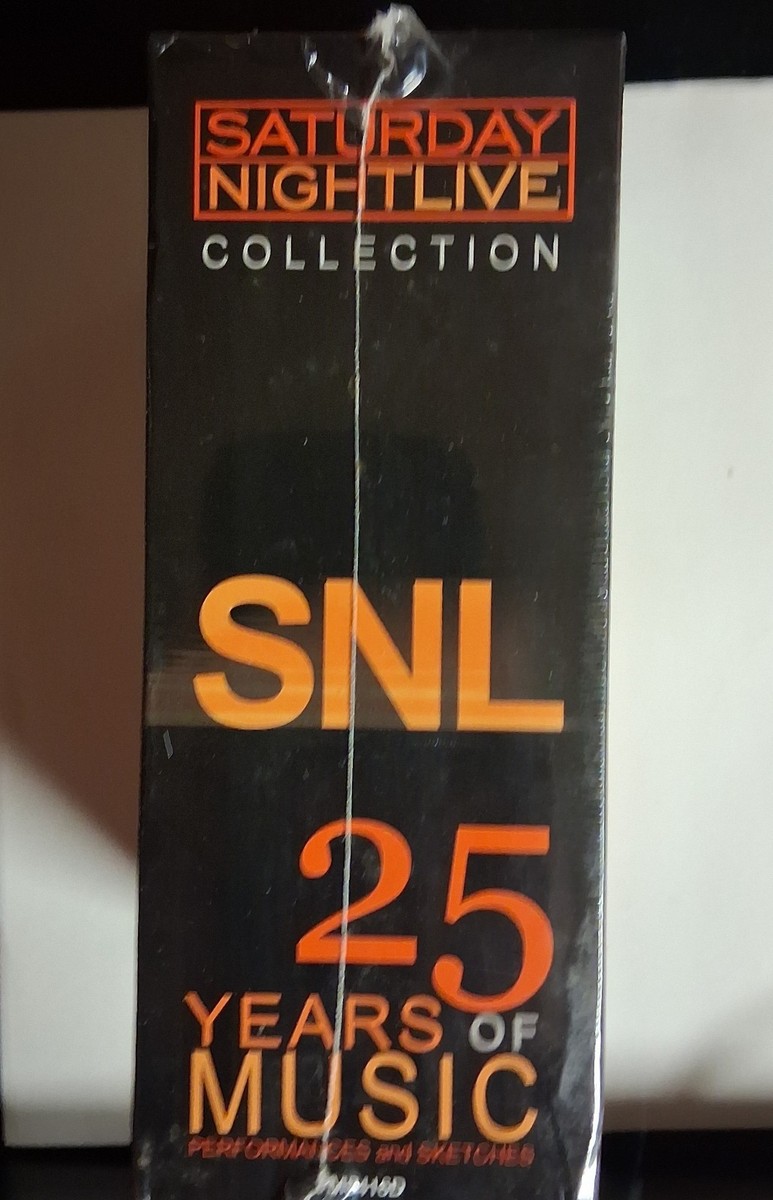 SATURDAY
NIGHTLIVE
COLLECTION
SNL
25
YEARS OF
MUSIC
PERFORMANCES and SKETCHES